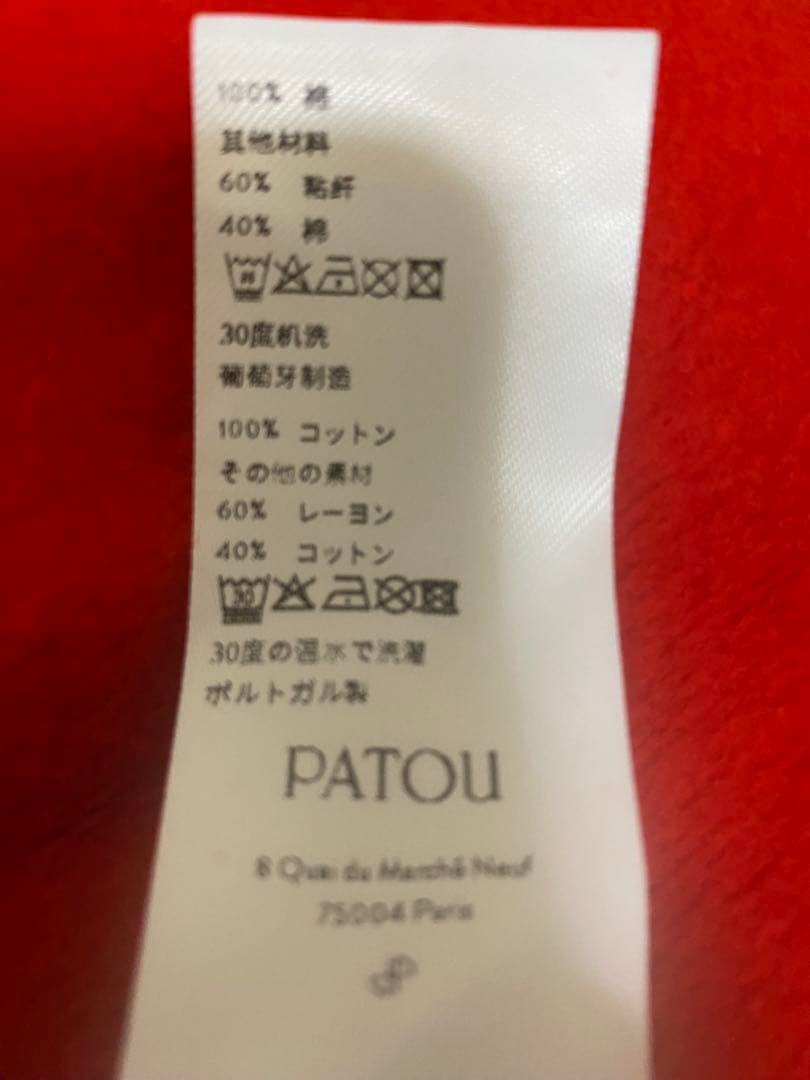 100% 棉
其他材料
60% 黏纤
40% 棉
30度机洗
葡萄牙制造
100% コットン
その他の素材
60% レーヨン
40% コットン
30
30度の温水で洗濯
ポルトガル製
PATOU
8 Quai du Marché Neuf
75004 Paris
JP